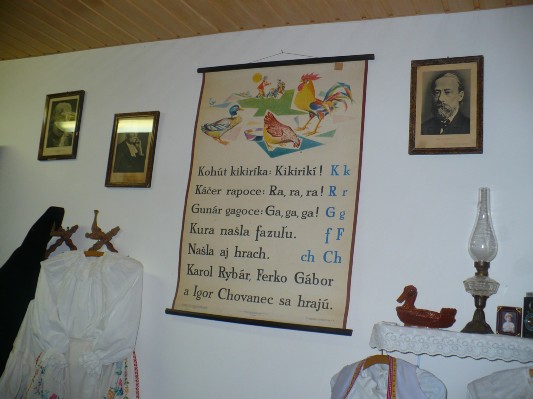 Kohút kikiríka: Kikirikí! K k
Káčer rapoce: Ra, ra, ra! R r
Gunár gagoce: Ga, ga, ga! G g
Kura našla fazuľu. f F
Našla aj hrach. ch Ch
Karol Rybár, Ferko Gábor
a Igor Chovanec sa hrajú.